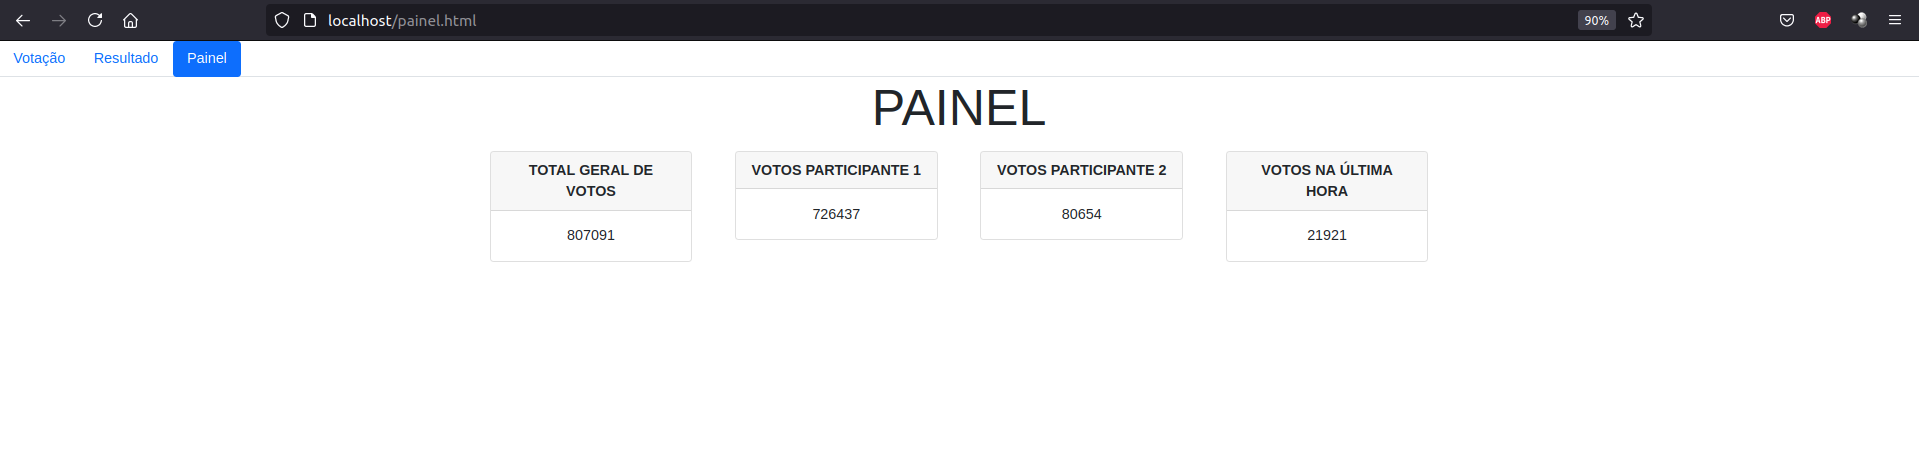 localhost/painel.html
90%
ABP
Votação
Resultado
Painel
PAINEL
TOTAL GERAL DE
VOTOS
807091
VOTOS PARTICIPANTE 1
726437
VOTOS PARTICIPANTE 2
80654
VOTOS NA ÚLTIMA
HORA
21921